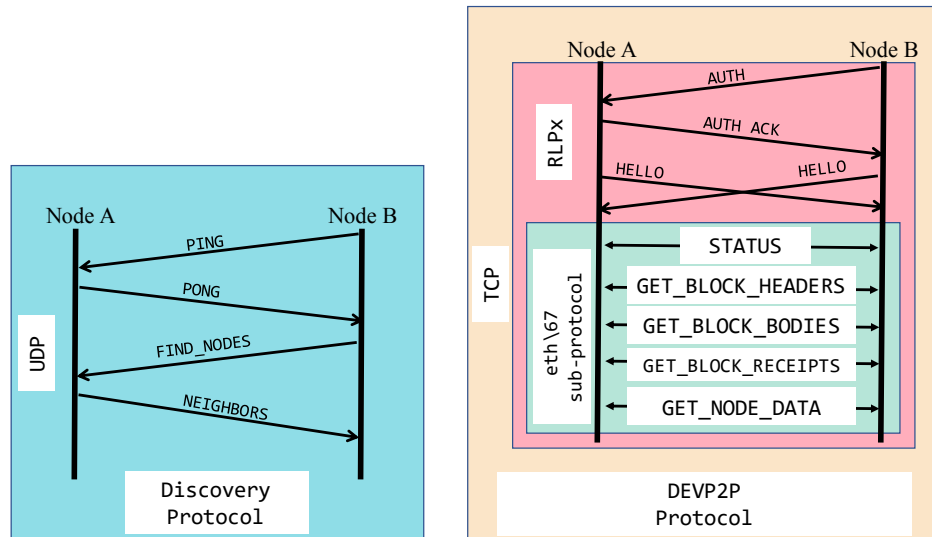 Node A
Node B
PING
PONG
FIND_NODES
NEIGHBORS
UDP
Discovery
Protocol
Node A
Node B
AUTH
AUTH ACK
HELLO
HELLO
RLPx
TCP
STATUS
GET_BLOCK_HEADERS
GET_BLOCK_BODIES
GET_BLOCK_RECEIPTS
GET_NODE_DATA
eth\67
sub-protocol
DEVP2P
Protocol